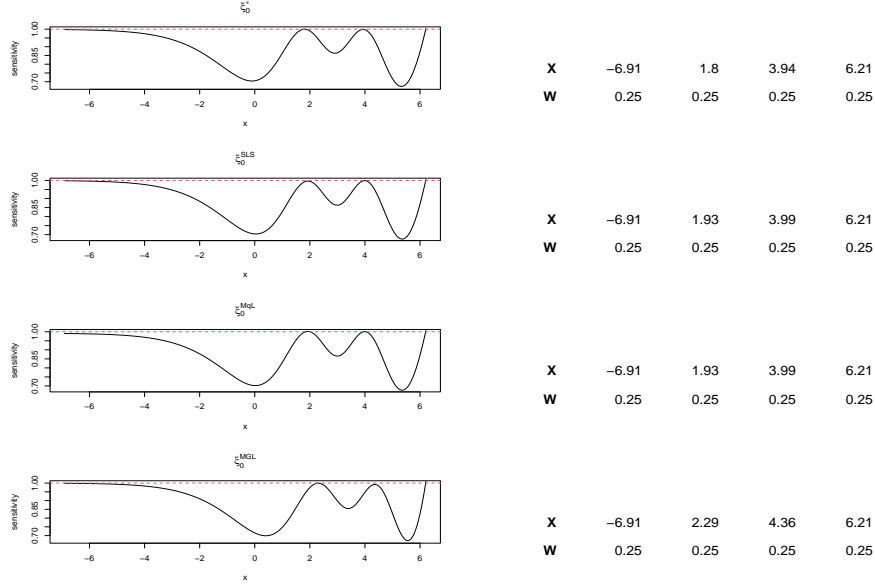 ξ₀*
sensitivity
1.00
0.85
0.70
−6 −4 −2 0 2 4 6
x
X −6.91 1.8 3.94 6.21
W 0.25 0.25 0.25 0.25
ξ₀^SLS
sensitivity
1.00
0.85
0.70
−6 −4 −2 0 2 4 6
x
X −6.91 1.93 3.99 6.21
W 0.25 0.25 0.25 0.25
ξ₀^MqL
sensitivity
1.00
0.85
0.70
−6 −4 −2 0 2 4 6
x
X −6.91 1.93 3.99 6.21
W 0.25 0.25 0.25 0.25
ξ₀^MGL
sensitivity
1.00
0.85
0.70
−6 −4 −2 0 2 4 6
x
X −6.91 2.29 4.36 6.21
W 0.25 0.25 0.25 0.25